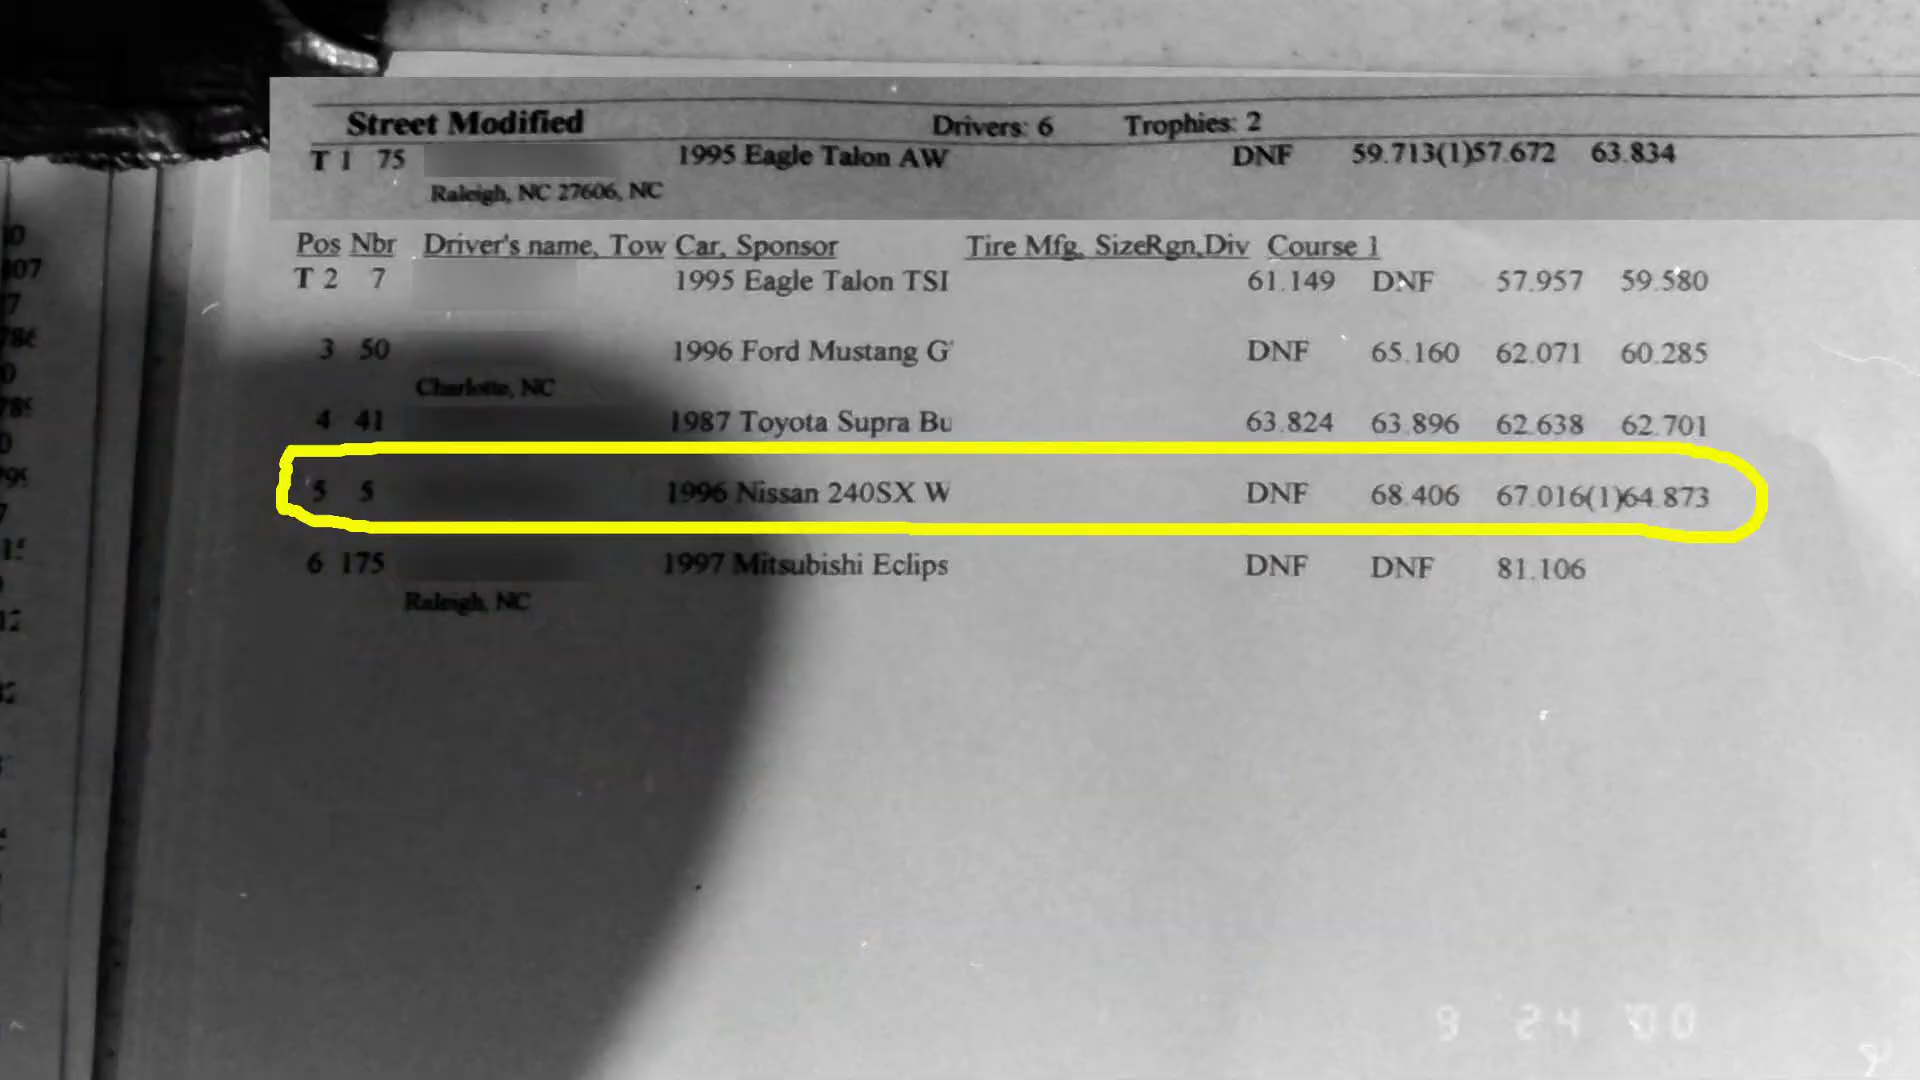 Street Modified Drivers: 6 Trophies: 2
T 1 75 1995 Eagle Talon AW DNF 59.713(1)57.672 63.834
Raleigh, NC 27606, NC
Pos Nbr Driver's name, Tow Car, Sponsor Tire Mfg, SizeRgn,Div Course 1
T 2 7 1995 Eagle Talon TSI 61.149 DNF 57.957 59.580
3 50 1996 Ford Mustang G DNF 65.160 62.071 60.285
Charlotte, NC
4 41 1987 Toyota Supra Bu 63.824 63.896 62.638 62.701
5 5 1996 Nissan 240SX W DNF 68.406 67.016(1)64.873
6 175 1997 Mitsubishi Eclips DNF DNF 81.106
Raleigh, NC
24 00